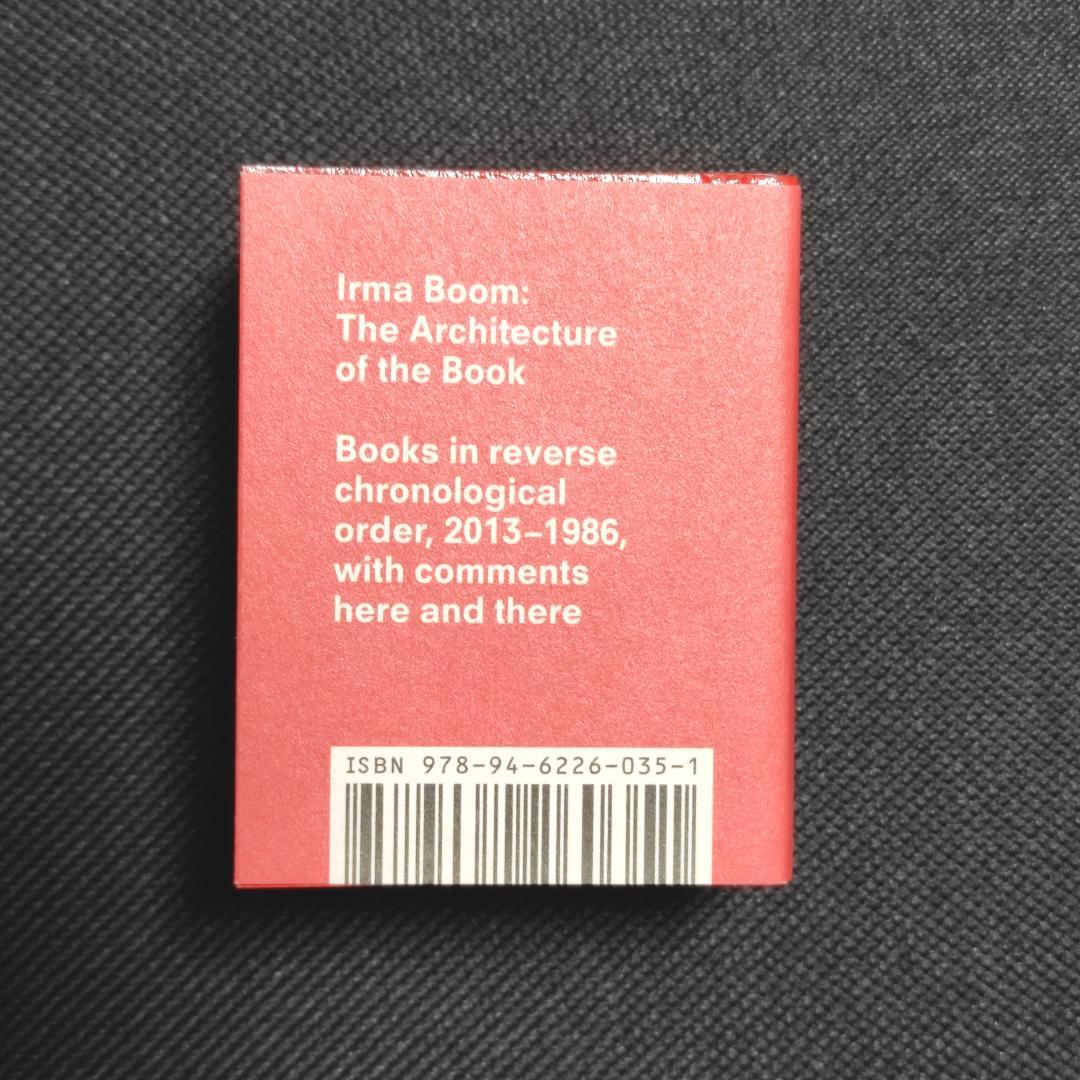 Irma Boom:
The Architecture
of the Book
Books in reverse
chronological
order, 2013–1986,
with comments
here and there
ISBN 978-94-6226-035-1